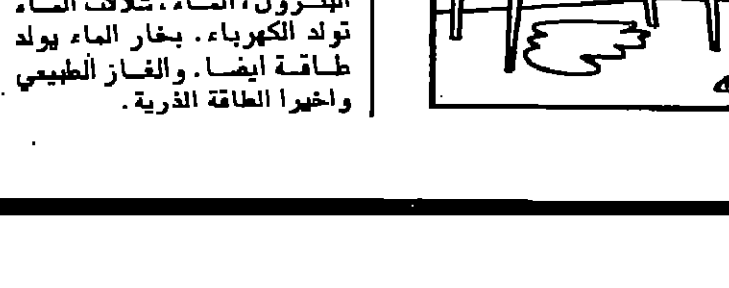 البترول، الماء، شلالات الماء
تولد الكهرباء. بخار الماء يولد
طاقة ايضا. والغاز الطبيعي
واخيرا الطاقة الذرية.